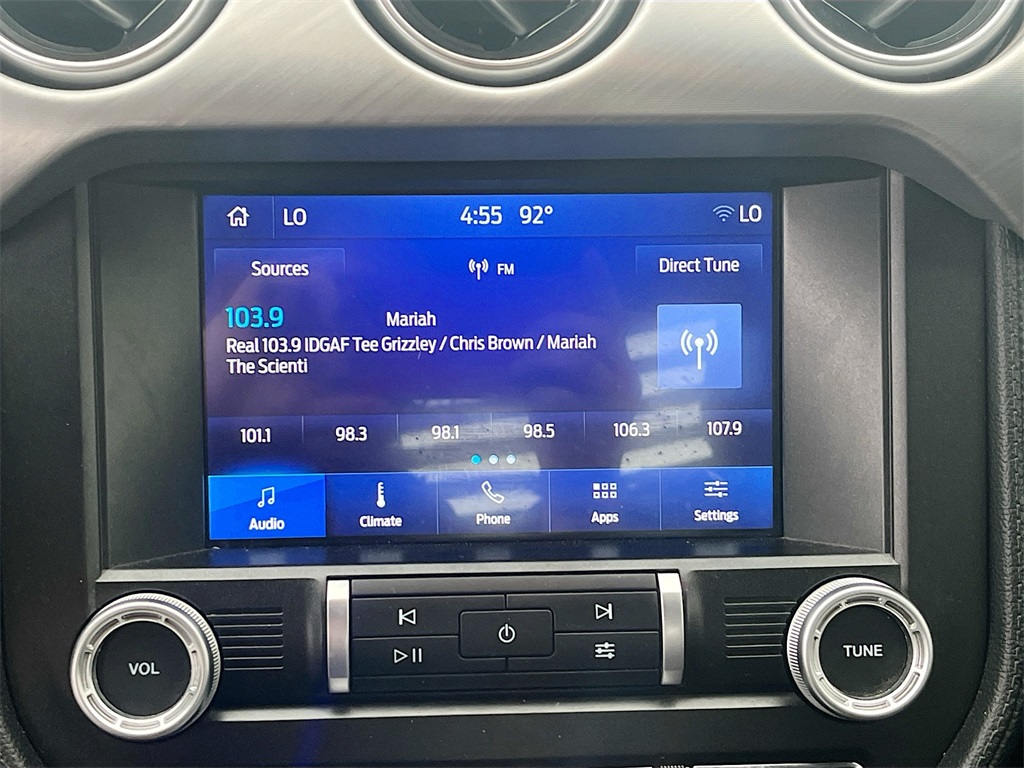 LO 4:55 92° LO
Sources FM Direct Tune
103.9 Mariah
Real 103.9 IDGAF Tee Grizzley / Chris Brown / Mariah
The Scienti
101.1 98.3 98.1 98.5 106.3 107.9
Audio Climate Phone Apps Settings
VOL TUNE